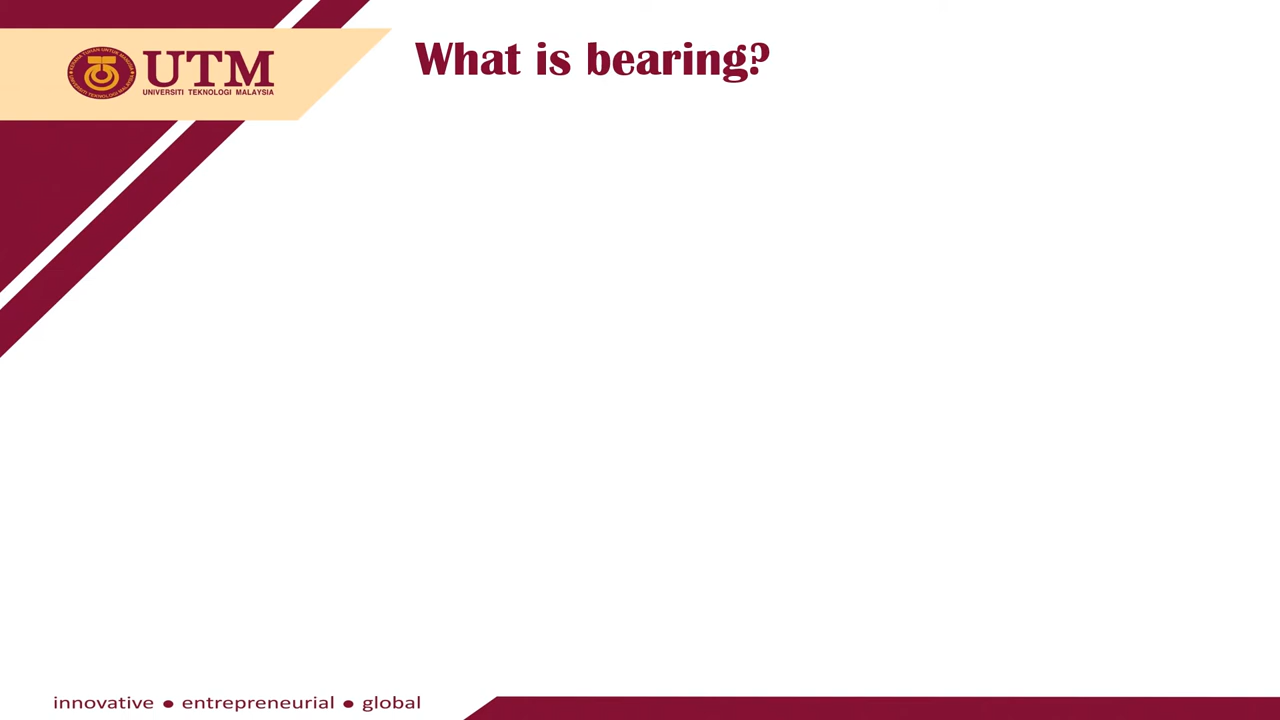 What is bearing?
UTM
UNIVERSITI TEKNOLOGI MALAYSIA
innovative ● entrepreneurial ● global